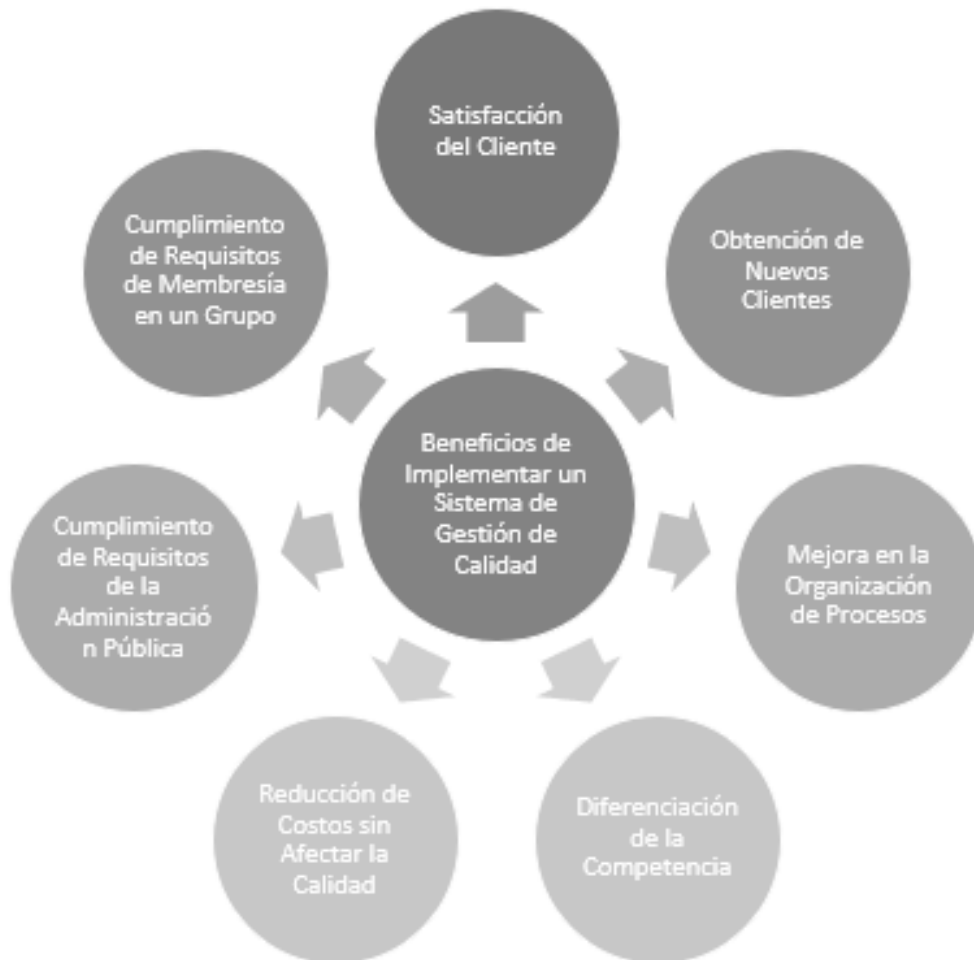 Satisfacción
del Cliente
Obtención de
Nuevos
Clientes
Mejora en la
Organización
de Procesos
Diferenciación
de la
Competencia
Reducción de
Costos sin
Afectar la
Calidad
Cumplimiento
de Requisitos
de la
Administració
n Pública
Cumplimiento
de Requisitos
de Membresía
en un Grupo
Beneficios de
Implementar un
Sistema de
Gestión de
Calidad